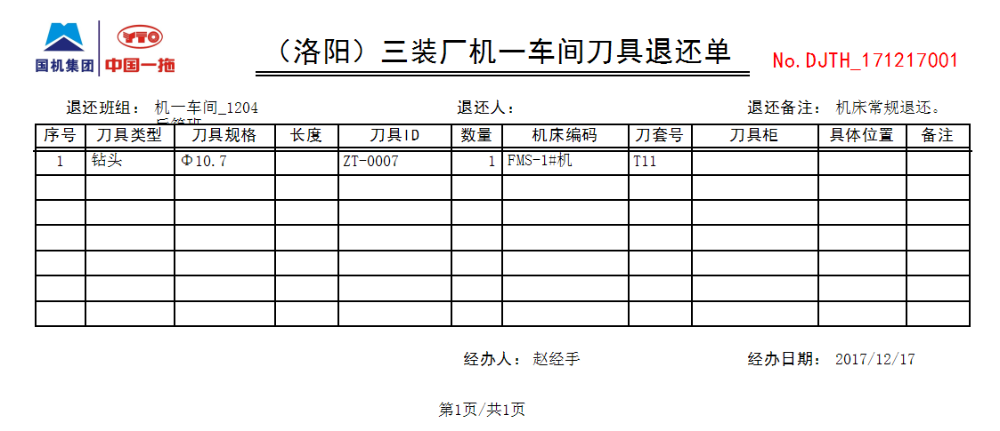 国机集团
YTO
中国一拖
（洛阳）三装厂机一车间刀具退还单
No.DJTH_171217001
退还班组： 机一车间_1204
退还人：
退还备注： 机床常规退还。
序号 刀具类型 刀具规格 长度 刀具ID 数量 机床编码 刀套号 刀具柜 具体位置 备注
1 钻头 Φ10.7 ZT-0007 1 FMS-1#机 T11
经办人： 赵经手
经办日期： 2017/12/17
第1页/共1页